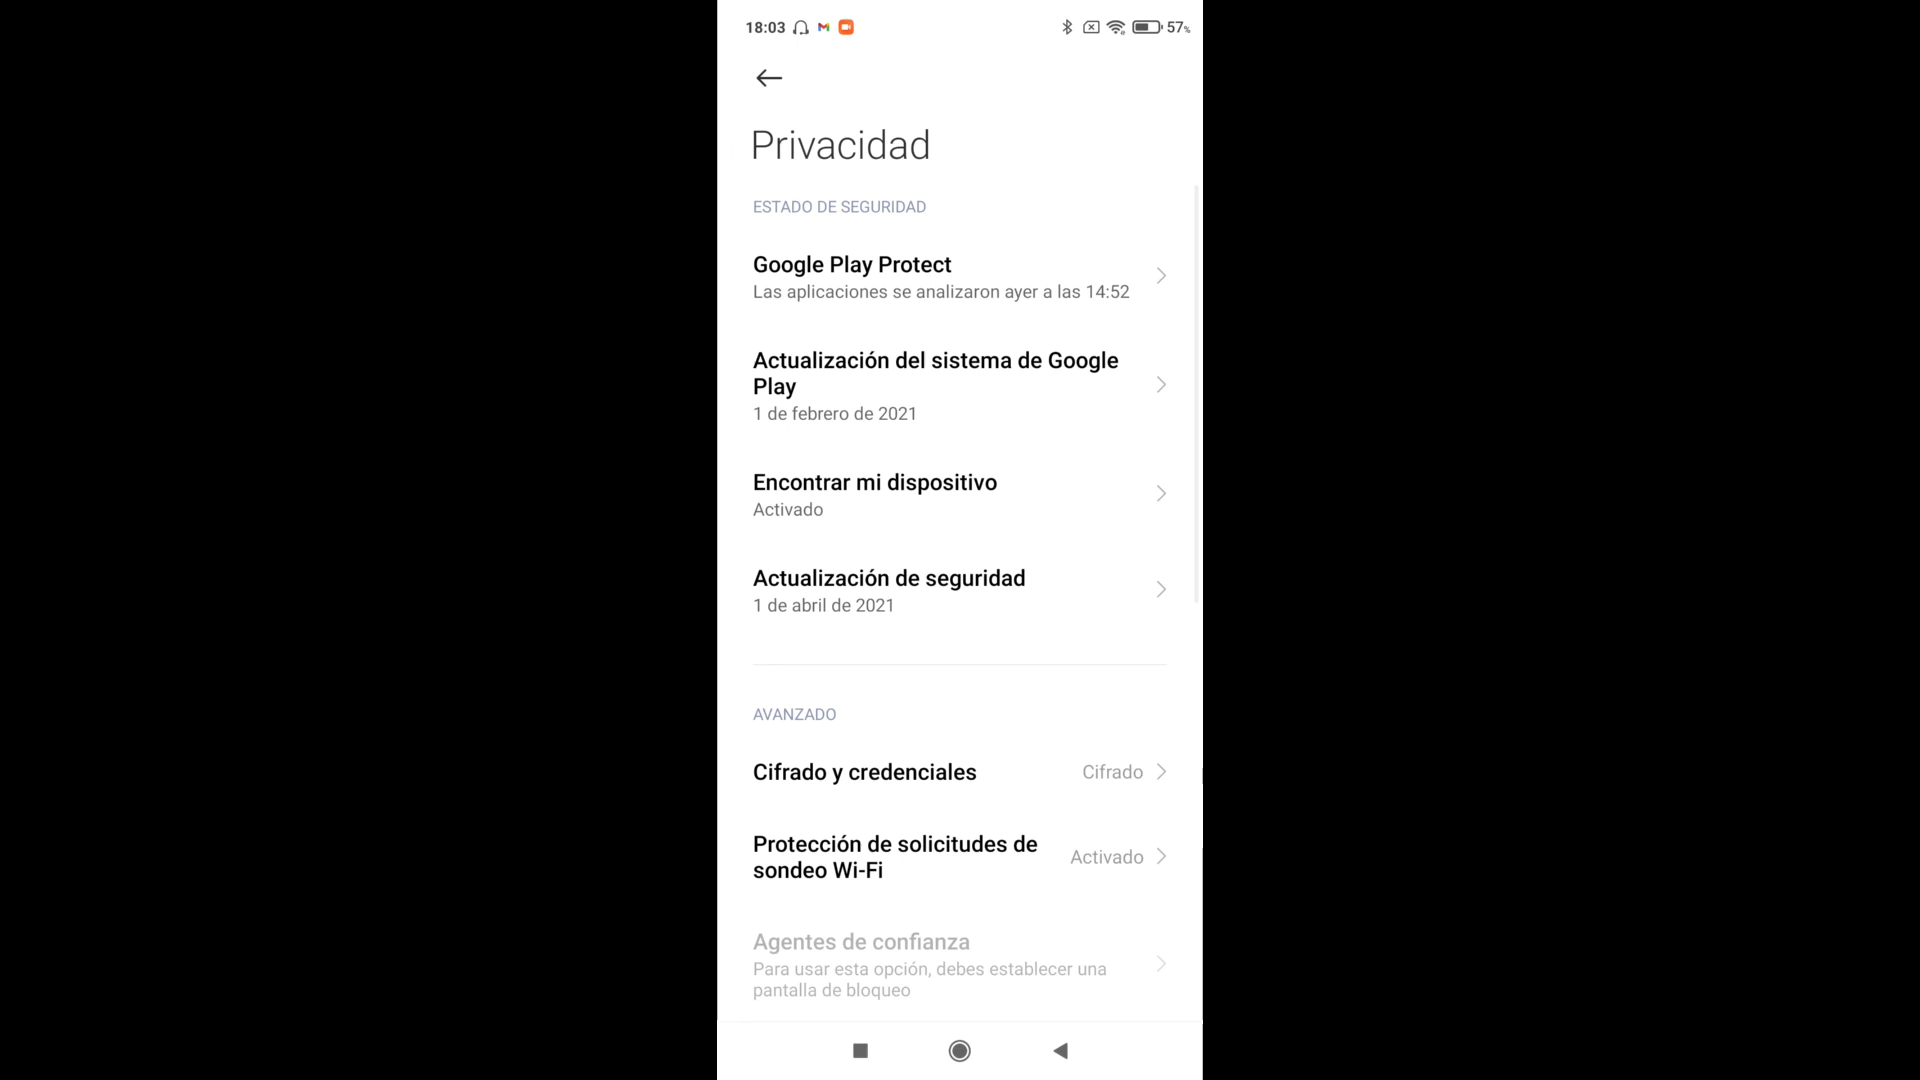 18:03 57%
Privacidad
ESTADO DE SEGURIDAD
Google Play Protect
Las aplicaciones se analizaron ayer a las 14:52
Actualización del sistema de Google
Play
1 de febrero de 2021
Encontrar mi dispositivo
Activado
Actualización de seguridad
1 de abril de 2021
AVANZADO
Cifrado y credenciales Cifrado
Protección de solicitudes de
sondeo Wi-Fi Activado
Agentes de confianza
Para usar esta opción, debes establecer una
pantalla de bloqueo